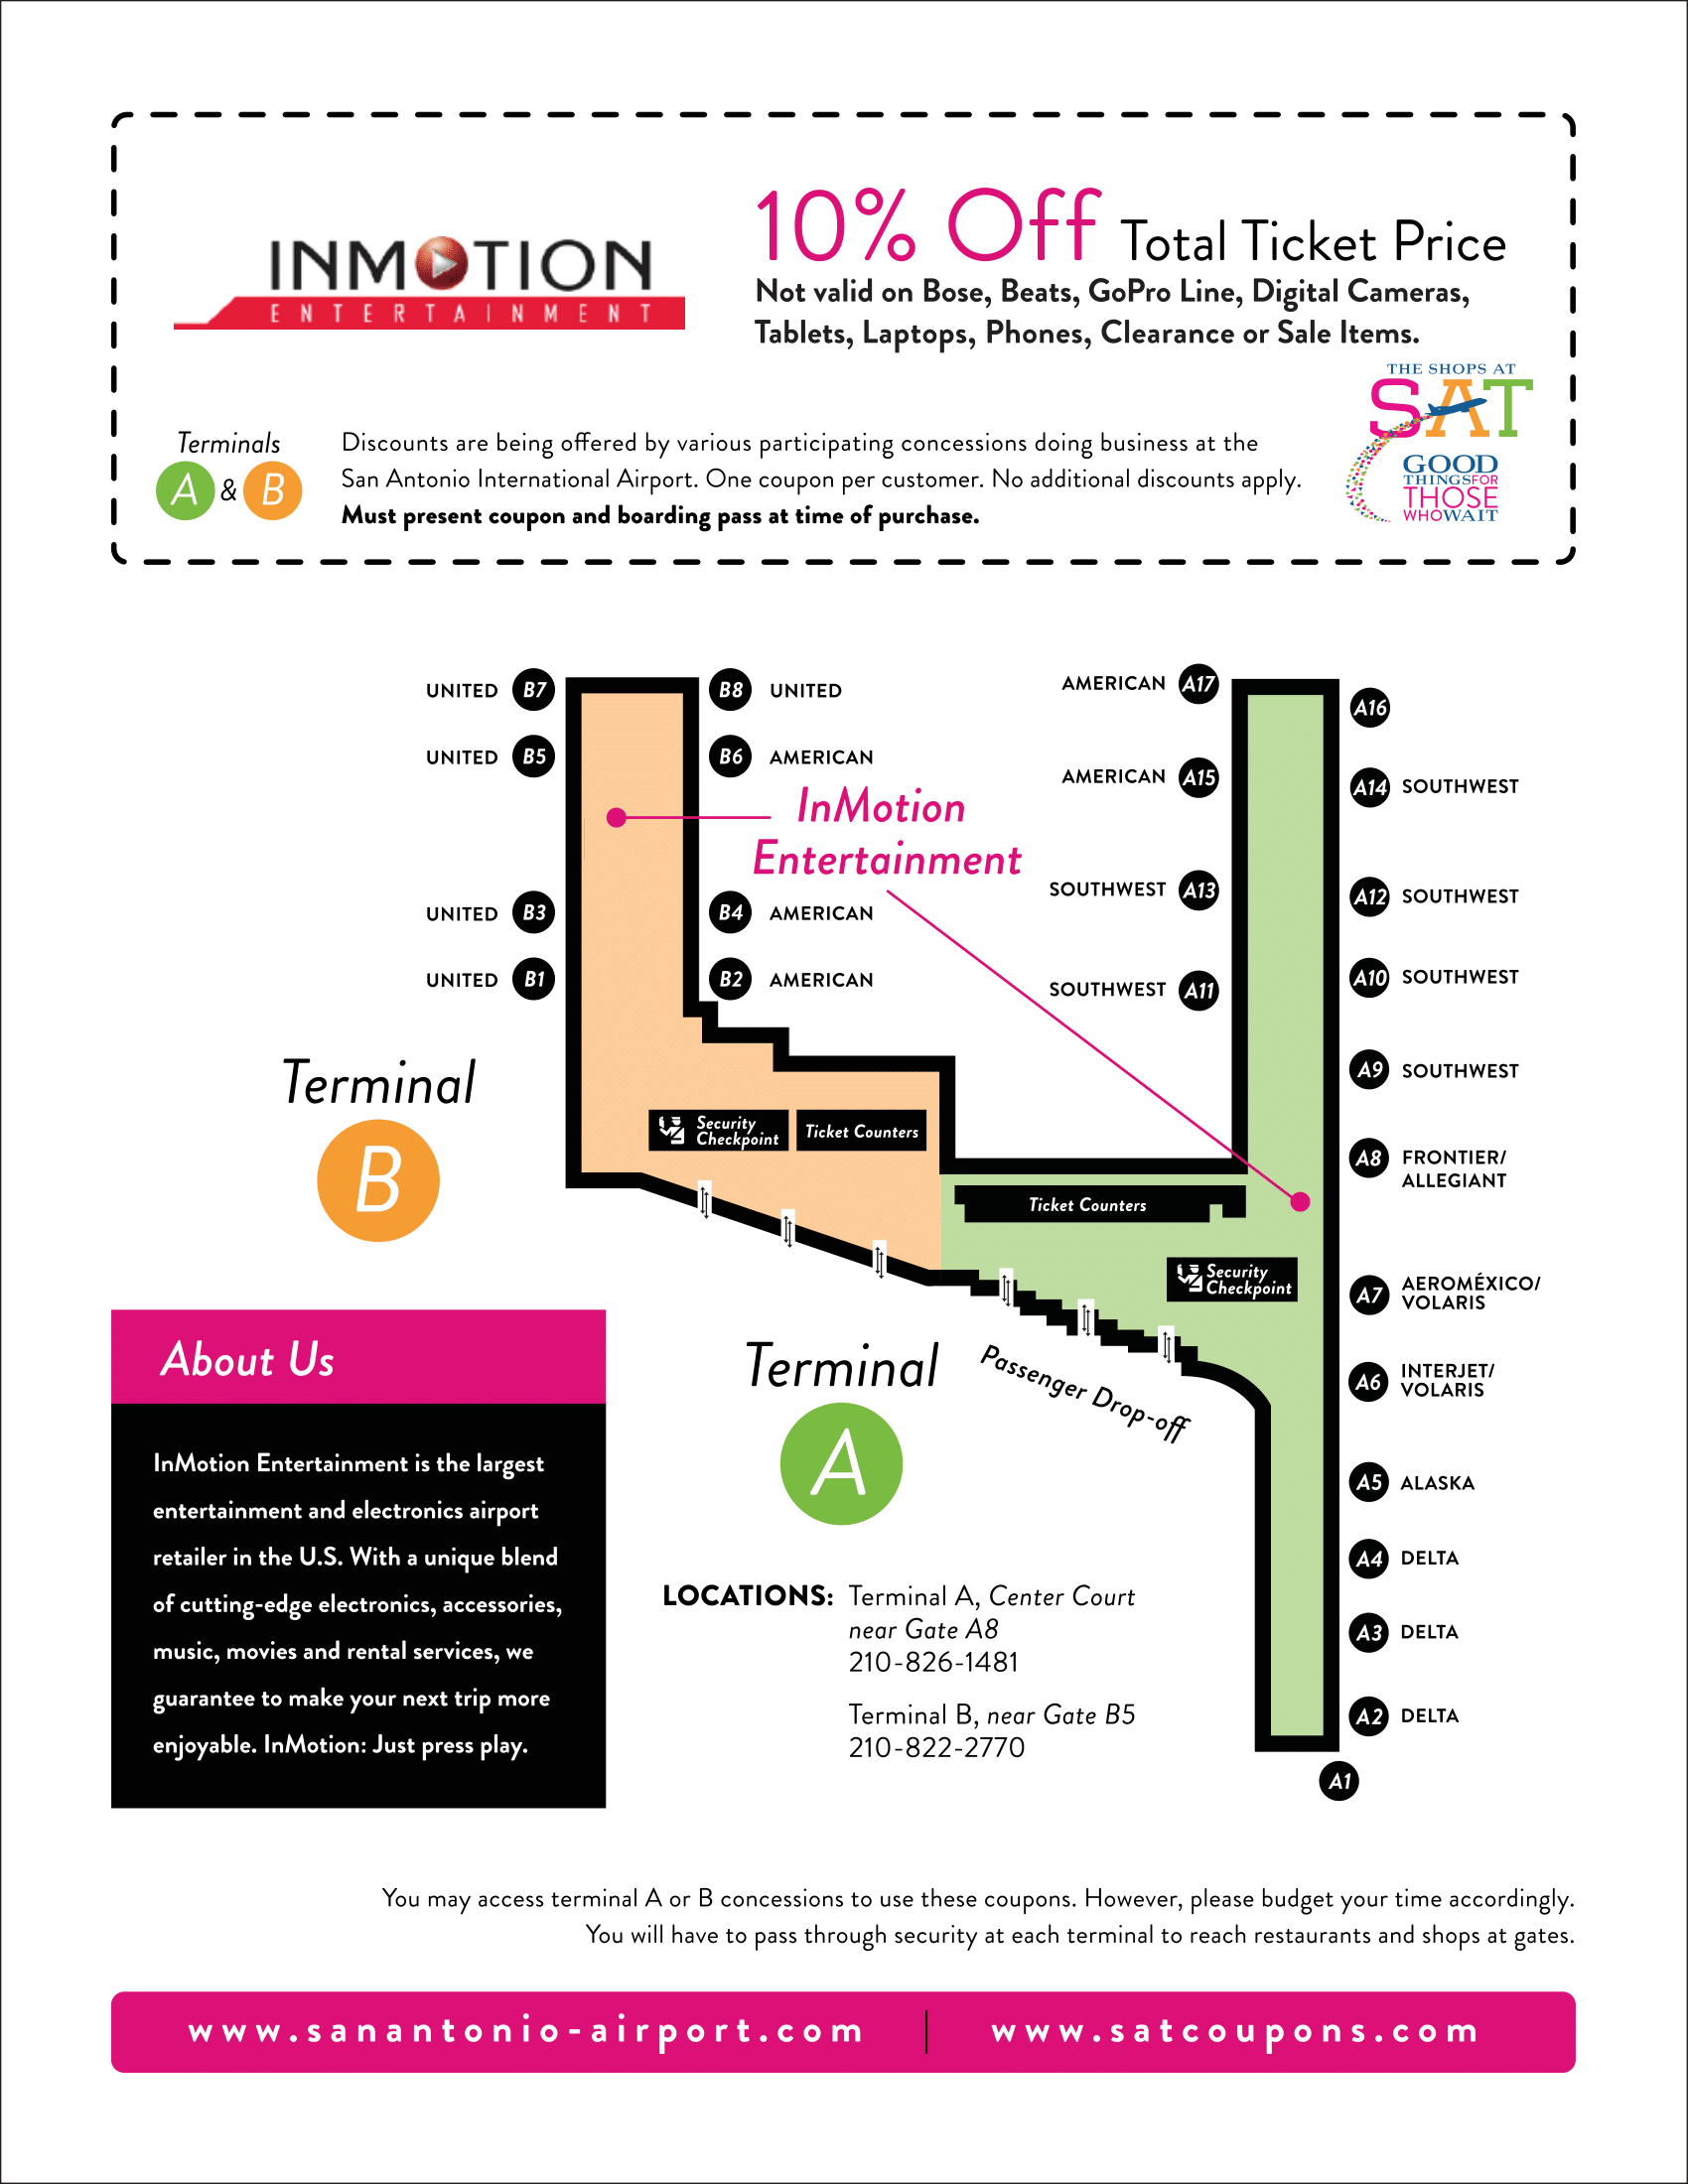 INMOTION
ENTERTAINMENT
10% Off Total Ticket Price
Not valid on Bose, Beats, GoPro Line, Digital Cameras,
Tablets, Laptops, Phones, Clearance or Sale Items.
THE SHOPS AT
SAT
GOOD
THINGSFOR
THOSE
WHOWAIT
Terminals
A & B
Discounts are being offered by various participating concessions doing business at the
San Antonio International Airport. One coupon per customer. No additional discounts apply.
Must present coupon and boarding pass at time of purchase.
UNITED B7
B8 UNITED
UNITED B5
B6 AMERICAN
UNITED B3
B4 AMERICAN
UNITED B1
B2 AMERICAN
InMotion
Entertainment
AMERICAN A17
A16
AMERICAN A15
A14 SOUTHWEST
SOUTHWEST A13
A12 SOUTHWEST
SOUTHWEST A11
A10 SOUTHWEST
A9 SOUTHWEST
A8 FRONTIER/
ALLEGIANT
A7 AEROMÉXICO/
VOLARIS
A6 INTERJET/
VOLARIS
A5 ALASKA
A4 DELTA
A3 DELTA
A2 DELTA
A1
Terminal
B
Security
Checkpoint
Ticket Counters
Ticket Counters
Security
Checkpoint
Passenger Drop-off
Terminal
A
About Us
InMotion Entertainment is the largest
entertainment and electronics airport
retailer in the U.S. With a unique blend
of cutting-edge electronics, accessories,
music, movies and rental services, we
guarantee to make your next trip more
enjoyable. InMotion: Just press play.
LOCATIONS: Terminal A, Center Court
near Gate A8
210-826-1481
Terminal B, near Gate B5
210-822-2770
You may access terminal A or B concessions to use these coupons. However, please budget your time accordingly.
You will have to pass through security at each terminal to reach restaurants and shops at gates.
www.sanantonio-airport.com | www.satcoupons.com